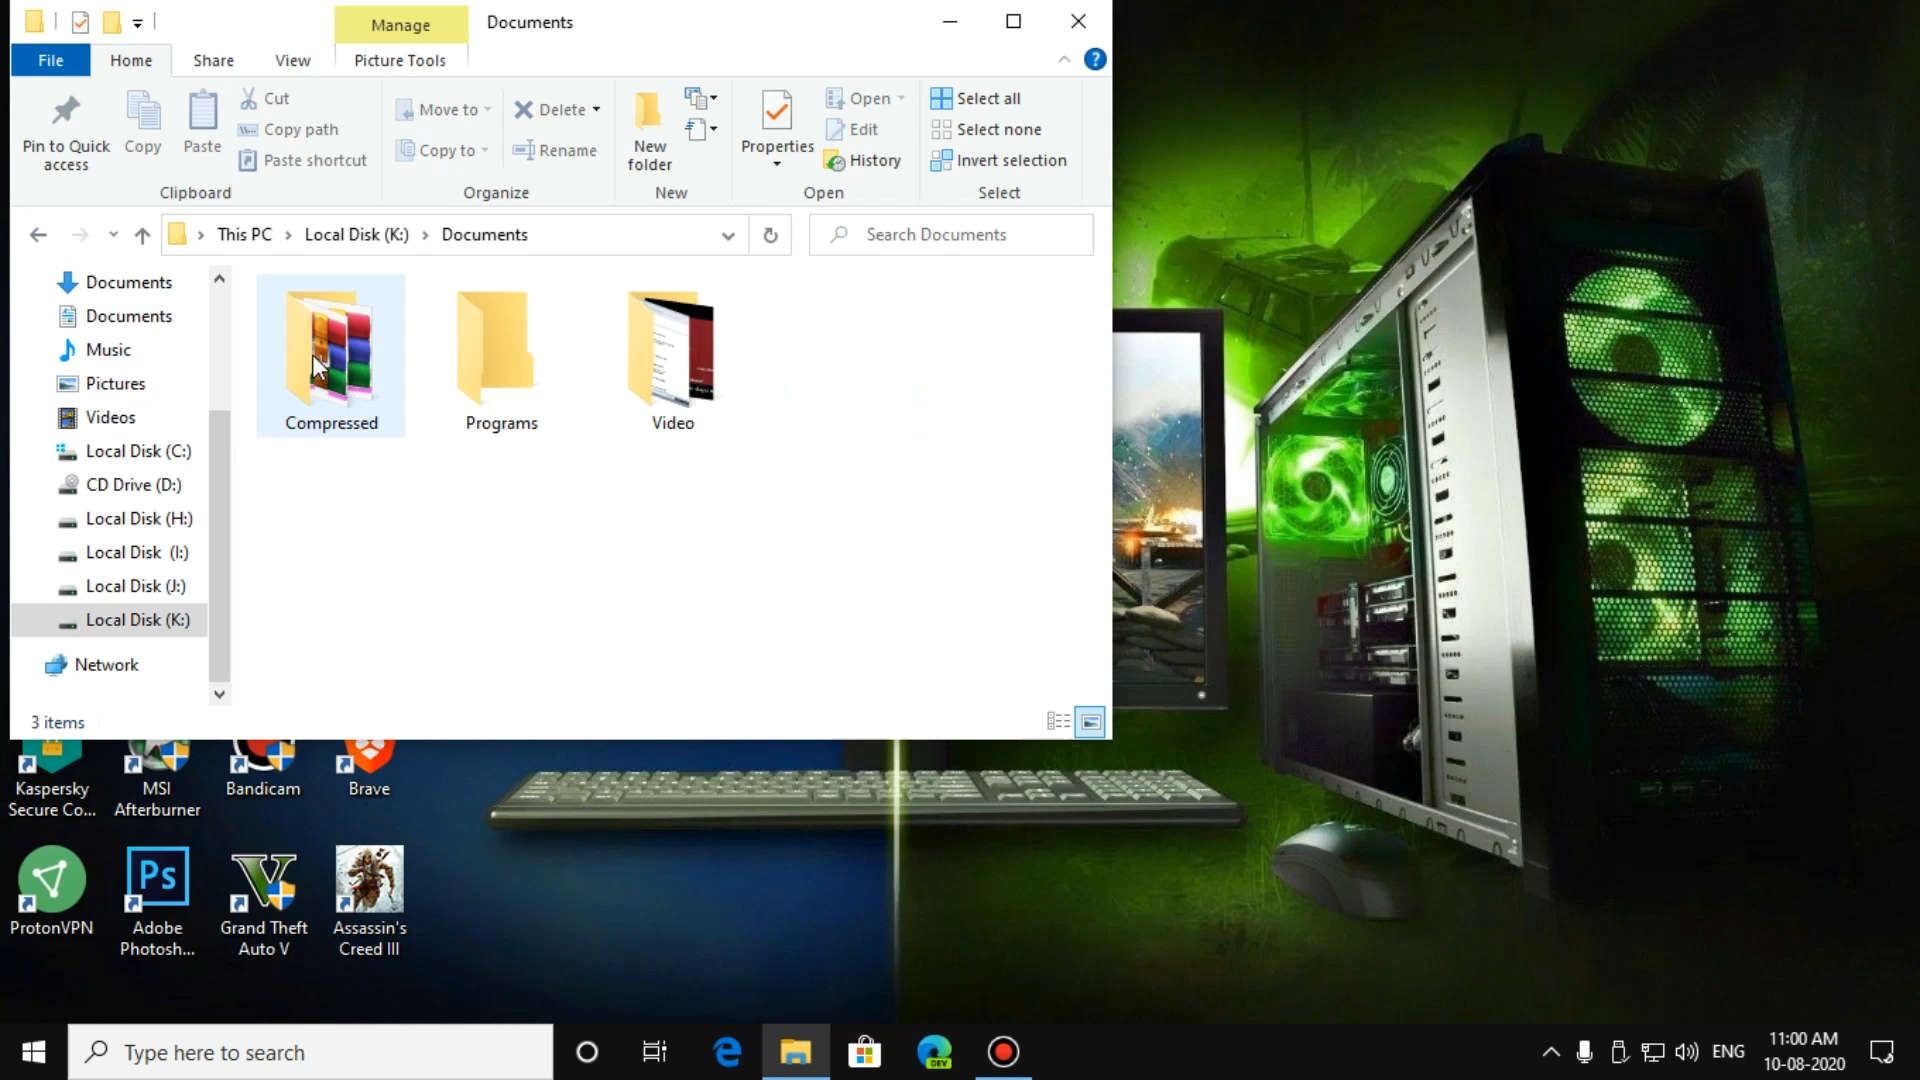 Manage
Documents
File
Home
Share
View
Picture Tools
Pin to Quick access
Copy
Paste
Cut
Copy path
Paste shortcut
Clipboard
Move to
Copy to
Delete
Rename
Organize
New folder
New
Properties
Open
Edit
History
Open
Select all
Select none
Invert selection
Select
This PC
Local Disk (K:)
Documents
Search Documents
Documents
Documents
Music
Pictures
Videos
Local Disk (C:)
CD Drive (D:)
Local Disk (H:)
Local Disk (I:)
Local Disk (J:)
Local Disk (K:)
Network
Compressed
Programs
Video
3 items
Kaspersky
Secure Co...
MSI
Afterburner
Bandicam
Brave
ProtonVPN
Ps
Adobe
Photosh...
Grand Theft
Auto V
Assassin's
Creed III
Type here to search
DEV
ENG
11:00 AM
10-08-2020